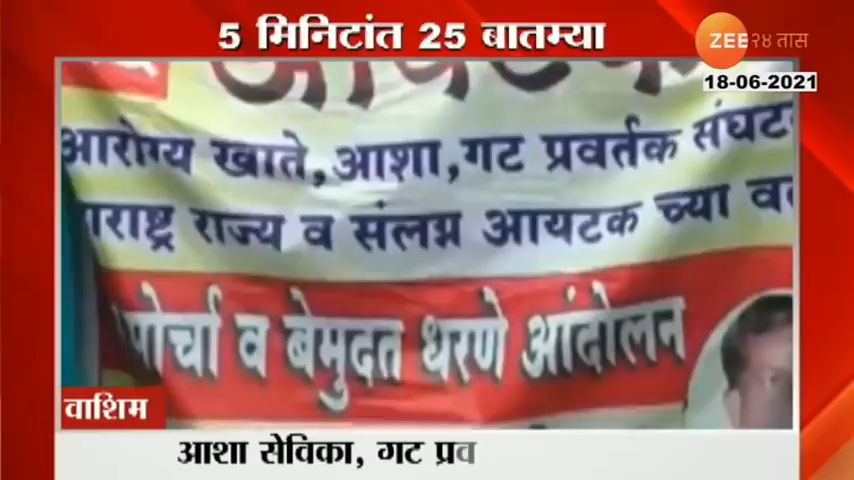 5 मिनिटांत 25 बातम्या
ZEE २४ तास
18-06-2021
आरोग्य खाते, आशा, गट प्रवर्तक
राज्य व संलग्न आयटक च्या
मोर्चा व बेमुदत धरणे आंदोलन
वाशिम
आशा सेविका, गट प्रव